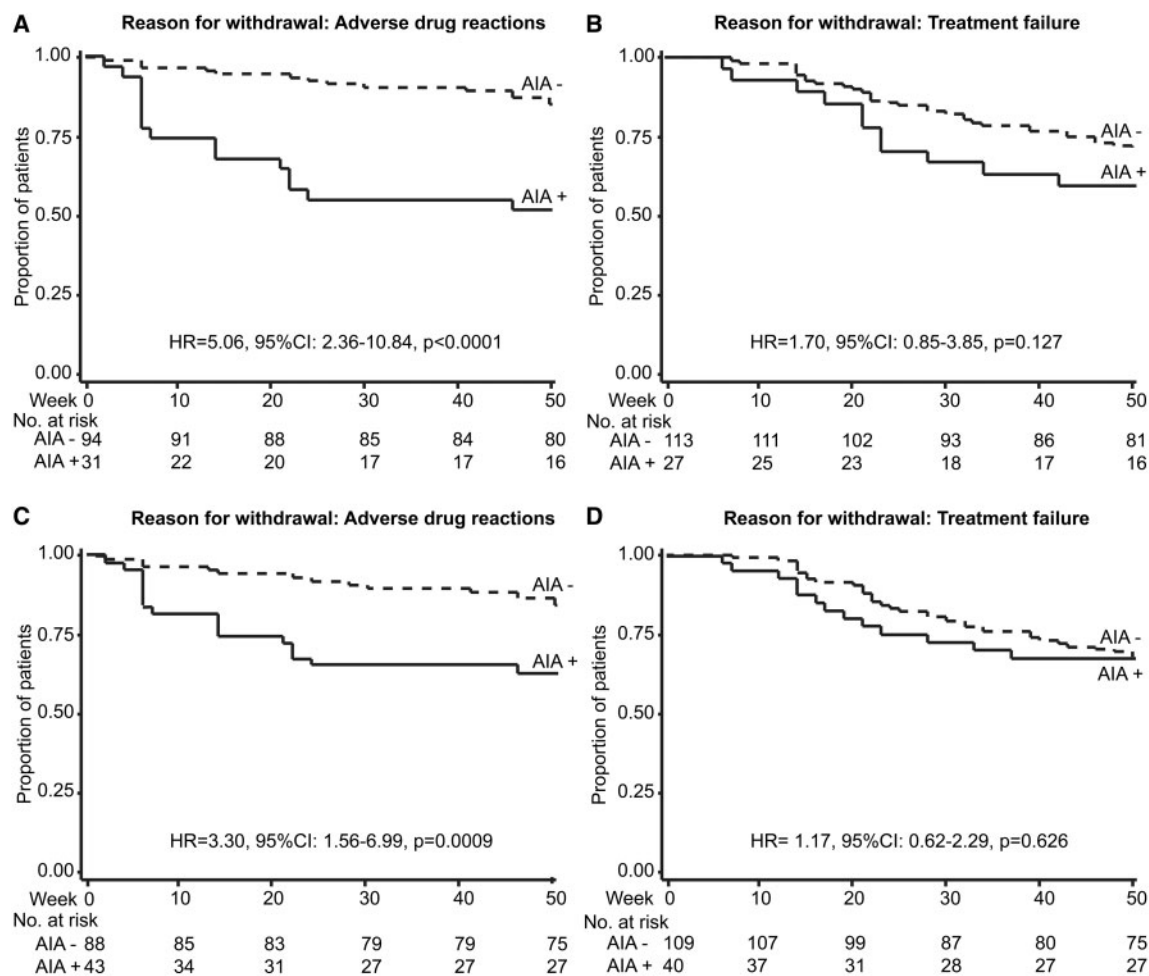 A Reason for withdrawal: Adverse drug reactions
1.00
0.75
0.50
0.25
0.00
Proportion of patients
AIA -
AIA +
HR=5.06, 95%CI: 2.36-10.84, p<0.0001
Week 0 10 20 30 40 50
No. at risk
AIA - 94 91 88 85 84 80
AIA + 31 22 20 17 17 16
B Reason for withdrawal: Treatment failure
1.00
0.75
0.50
0.25
0.00
Proportion of patients
AIA -
AIA +
HR=1.70, 95%CI: 0.85-3.85, p=0.127
Week 0 10 20 30 40 50
No. at risk
AIA - 113 111 102 93 86 81
AIA + 27 25 23 18 17 16
C Reason for withdrawal: Adverse drug reactions
1.00
0.75
0.50
0.25
0.00
Proportion of patients
AIA -
AIA +
HR=3.30, 95%CI: 1.56-6.99, p=0.0009
Week 0 10 20 30 40 50
No. at risk
AIA - 88 85 83 79 79 75
AIA + 43 34 31 27 27 27
D Reason for withdrawal: Treatment failure
1.00
0.75
0.50
0.25
0.00
Proportion of patients
AIA -
AIA +
HR= 1.17, 95%CI: 0.62-2.29, p=0.626
Week 0 10 20 30 40 50
No. at risk
AIA - 109 107 99 87 80 75
AIA + 40 37 31 28 27 27